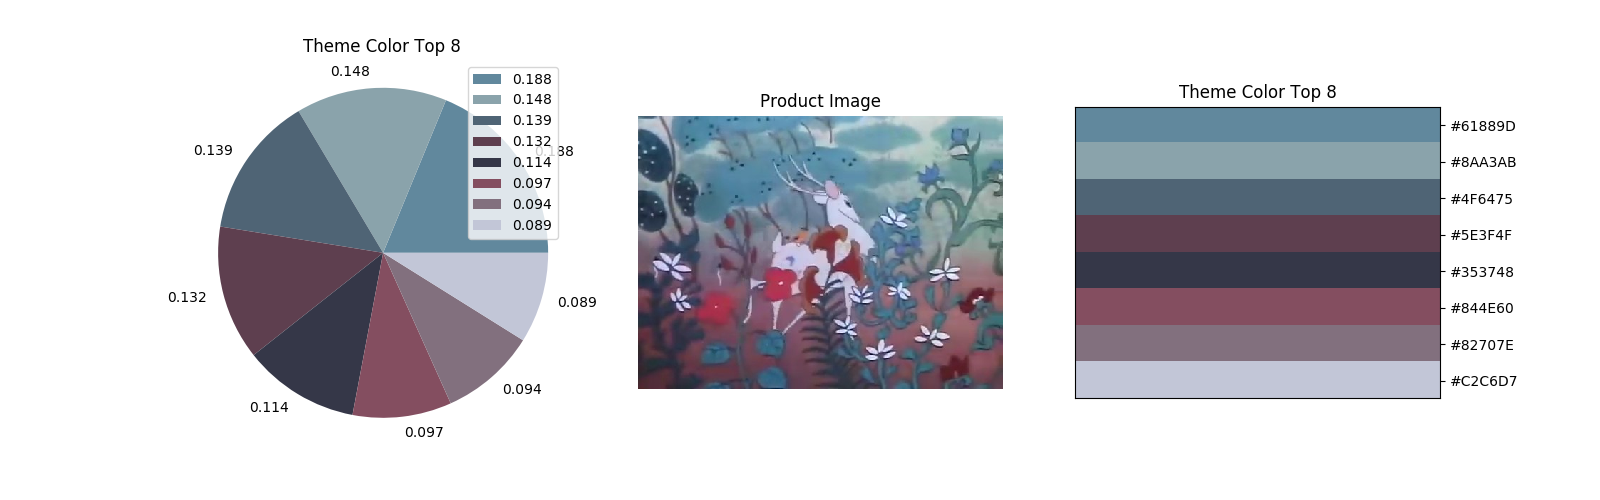 Theme Color Top 8
0.148
0.139
0.132
0.114
0.097
0.094
0.089
0.188
0.148
0.139
0.132
0.114
0.097
0.094
0.089
Product Image
Theme Color Top 8
#61889D
#8AA3AB
#4F6475
#5E3F4F
#353748
#844E60
#82707E
#C2C6D7